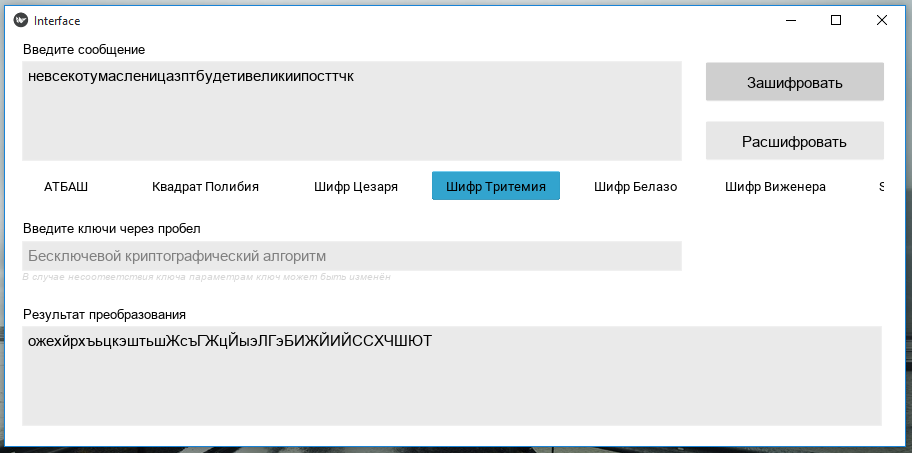 Interface
Введите сообщение
невсекотумасленицазптбудетивеликиипосттчк
Зашифровать
Расшифровать
АТБАШ Квадрат Полибия Шифр Цезаря Шифр Тритемия Шифр Белазо Шифр Виженера S
Введите ключи через пробел
Бесключевой криптографический алгоритм
В случае несоответствия ключа параметрам ключ может быть изменён
Результат преобразования
ожехйрхъьцкэштьшЖсъГЖцЙыэЛГэБИЖЙИЙССХЧШЮТ